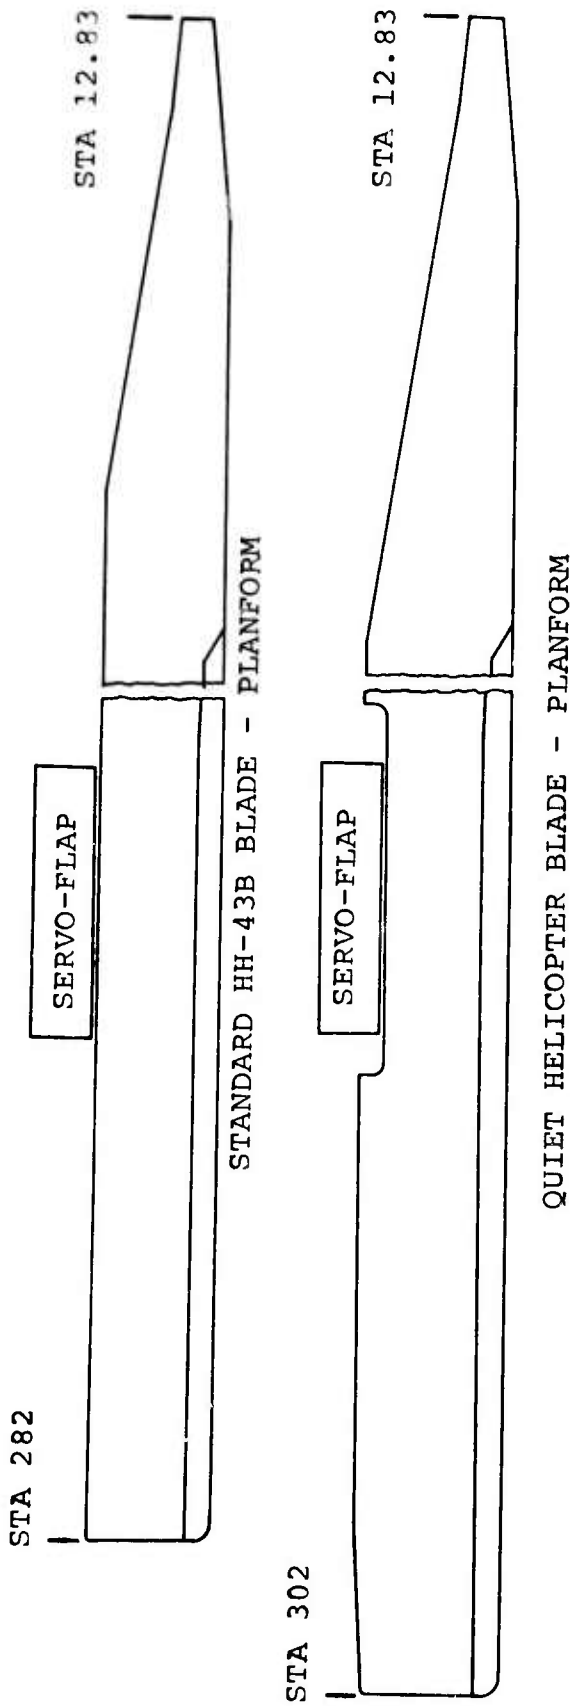 STA 282
STA 12.83
SERVO-FLAP
STANDARD HH-43B BLADE - PLANFORM
STA 302
STA 12.83
SERVO-FLAP
QUIET HELICOPTER BLADE - PLANFORM